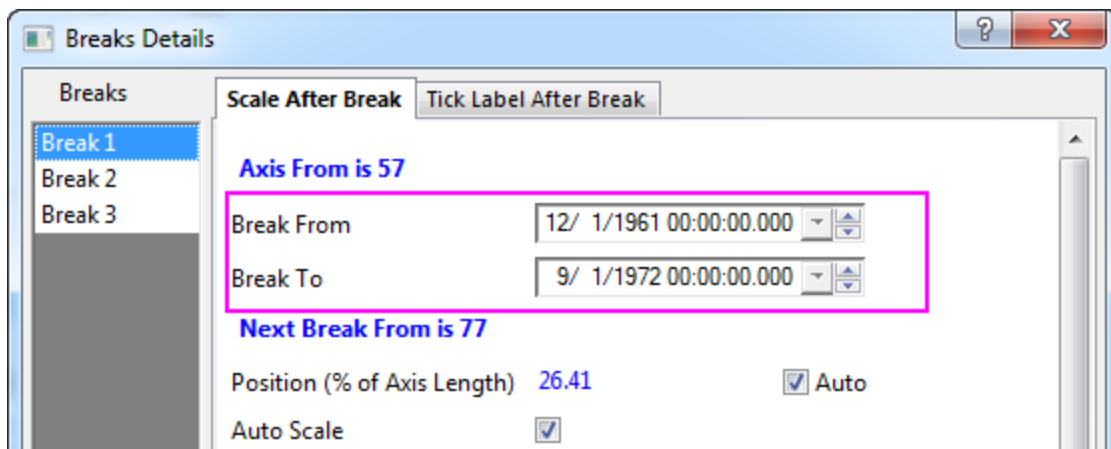 Breaks Details
Breaks
Scale After Break
Tick Label After Break
Break 1
Break 2
Break 3
Axis From is 57
Break From 12/ 1/1961 00:00:00.000
Break To 9/ 1/1972 00:00:00.000
Next Break From is 77
Position (% of Axis Length) 26.41 Auto
Auto Scale